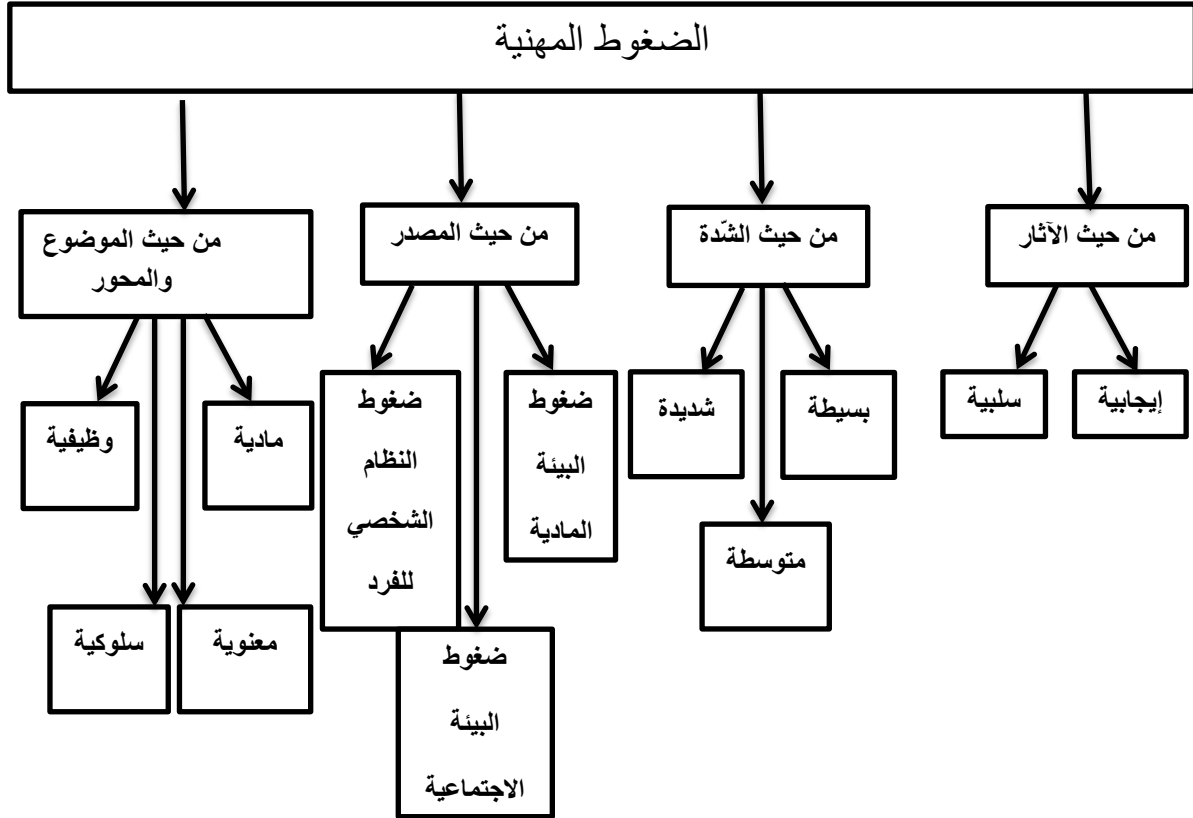 الضغوط المهنية
من حيث الآثار
من حيث الشّدة
من حيث المصدر
من حيث الموضوع
والمحور
إيجابية
سلبية
بسيطة
شديدة
متوسطة
ضغوط
البيئة
المادية
ضغوط
النظام
الشخصي
للفرد
ضغوط
البيئة
الاجتماعية
مادية
وظيفية
معنوية
سلوكية